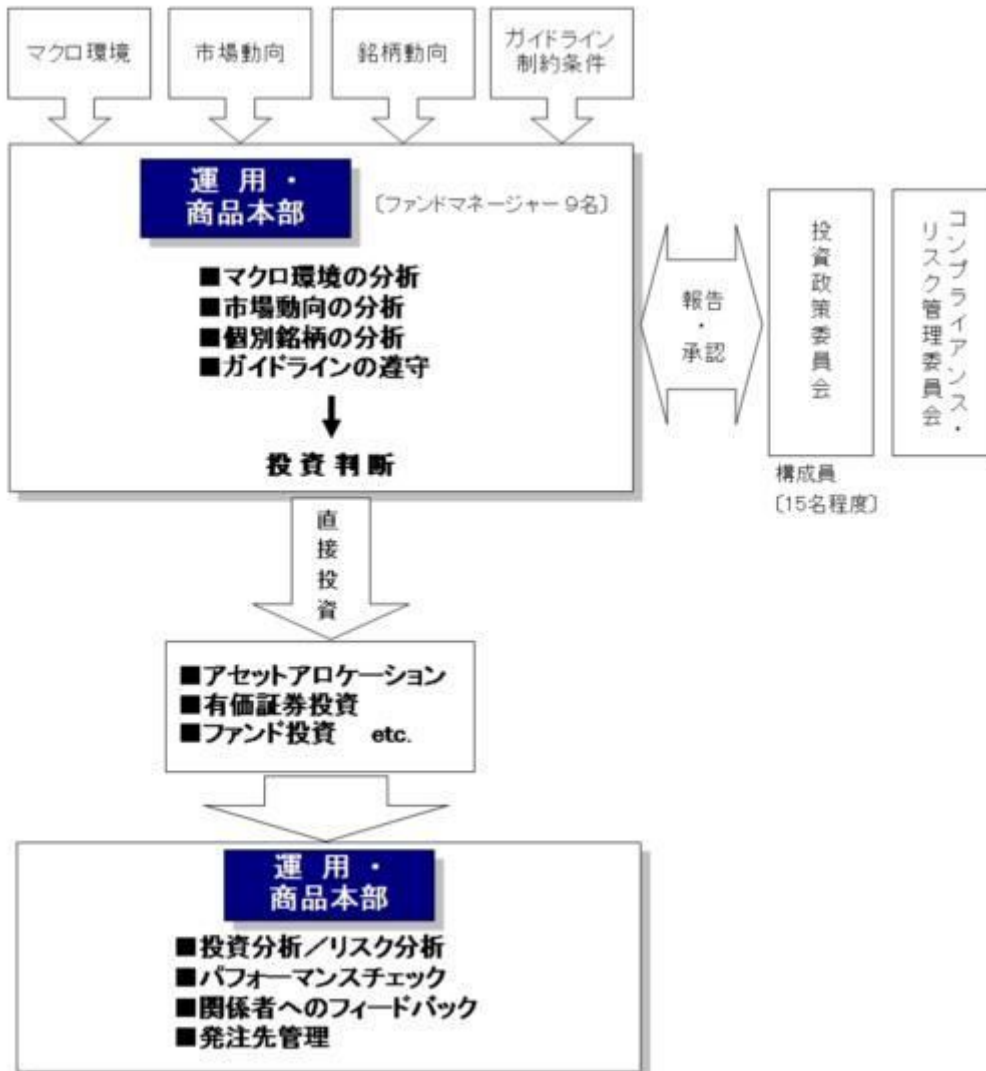 マクロ環境
市場動向
銘柄動向
ガイドライン
制約条件
運用・
商品本部
〔ファンドマネージャー9名〕
■マクロ環境の分析
■市場動向の分析
■個別銘柄の分析
■ガイドラインの遵守
投資判断
報告
・
承認
投資政策委員会
コンプライアンス・
リスク管理委員会
構成員
〔15名程度〕
直接投資
■アセットアロケーション
■有価証券投資
■ファンド投資 etc.
運用・
商品本部
■投資分析／リスク分析
■パフォーマンスチェック
■関係者へのフィードバック
■発注先管理